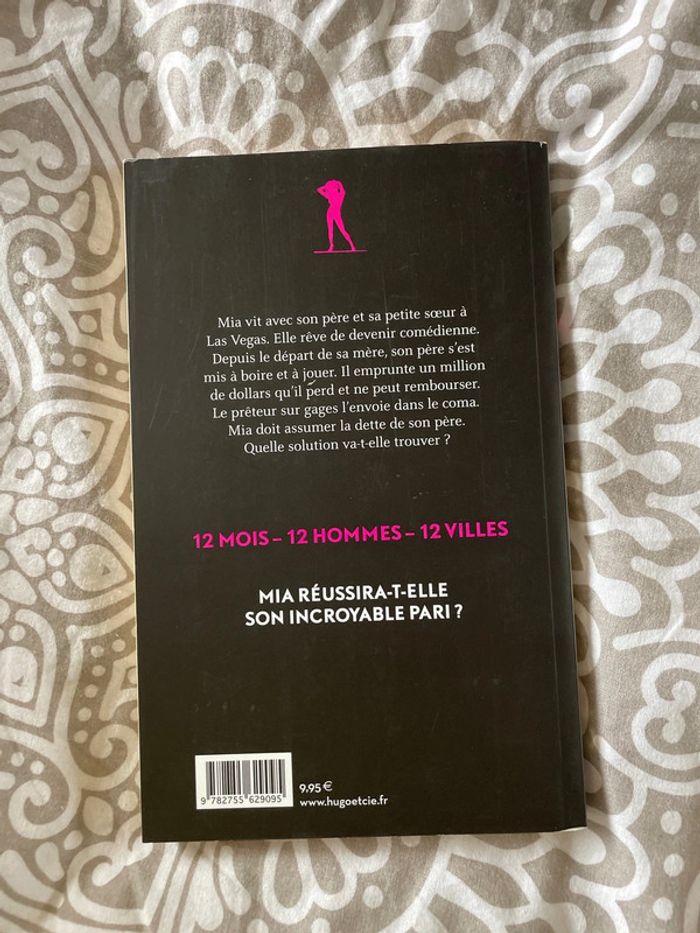 Mia vit avec son père et sa petite sœur à
Las Vegas. Elle rêve de devenir comédienne.
Depuis le départ de sa mère, son père s'est
mis à boire et à jouer. Il emprunte un million
de dollars qu'il perd et ne peut rembourser.
Le prêteur sur gages l'envoie dans le coma.
Mia doit assumer la dette de son père.
Quelle solution va-t-elle trouver ?
12 MOIS – 12 HOMMES – 12 VILLES
MIA RÉUSSIRA-T-ELLE
SON INCROYABLE PARI ?
9,95 €
www.hugoetcie.fr
9 782755 629095